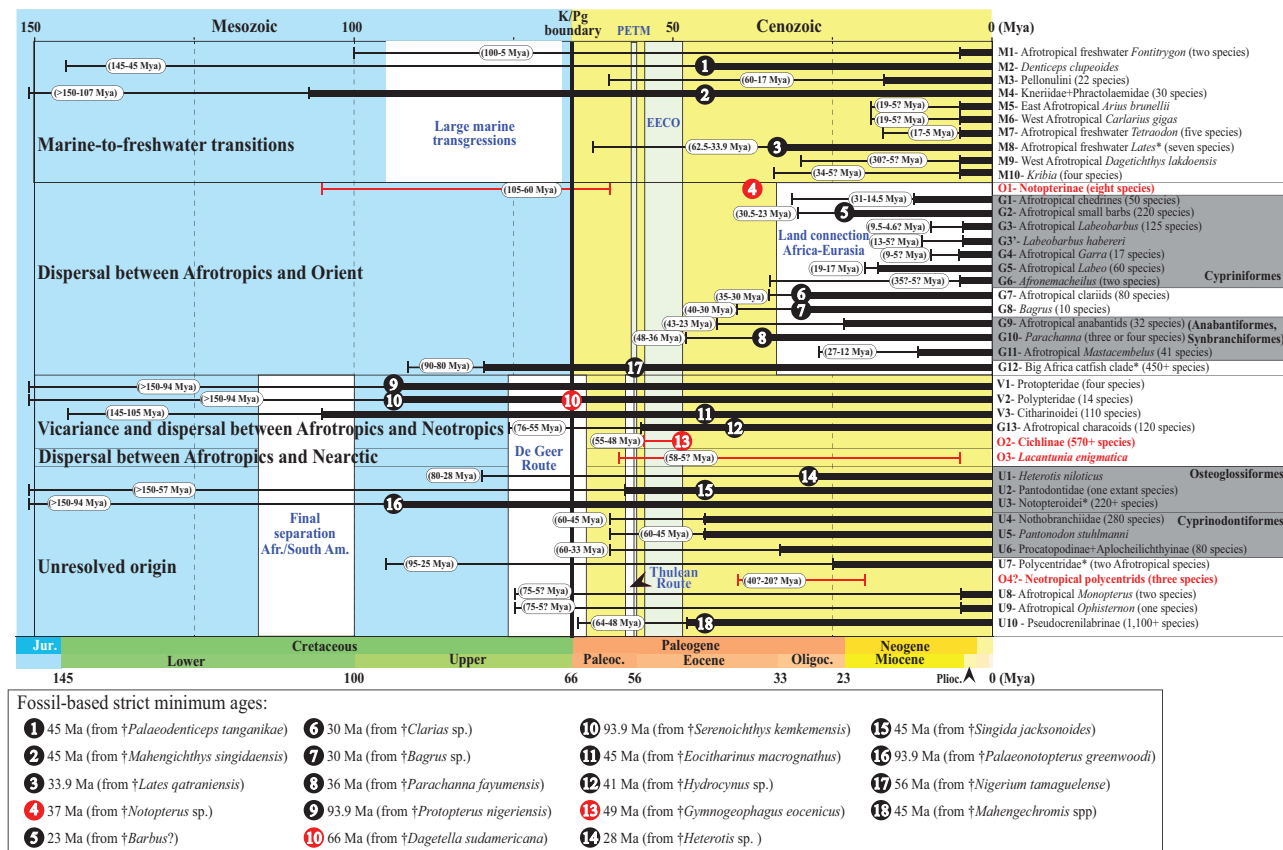 150
Mesozoic
100
K/Pg
boundary
PETM
50
Cenozoic
0 (Mya)
(100-5 Mya)
M1- Afrotropical freshwater Fontitrygon (two species)
(145-45 Mya)
1
M2- Denticeps clupeoides
(60-17 Mya)
M3- Pellonulini (22 species)
(>150-107 Mya)
2
M4- Kneriidae+Phractolaemidae (30 species)
(19-5? Mya)
M5- East Afrotropical Arius brunellii
(19-5? Mya)
M6- West Afrotropical Carlarius gigas
EECO
Large marine
transgressions
(17-5 Mya)
M7- Afrotropical freshwater Tetraodon (five species)
Marine-to-freshwater transitions
(62.5-33.9 Mya)
3
M8- Afrotropical freshwater Lates* (seven species)
(30?-5? Mya)
M9- West Afrotropical Dagetichthys lakdoensis
(34-5? Mya)
M10- Kribia (four species)
(105-60 Mya)
4
O1- Notopterinae (eight species)
(31-14.5 Mya)
G1- Afrotropical chedrines (50 species)
(30.5-23 Mya)
5
G2- Afrotropical small barbs (220 species)
(9.5-4.6? Mya)
G3- Afrotropical Labeobarbus (125 species)
Land connection
Africa-Eurasia
(13-5? Mya)
G3’- Labeobarbus habereri
(9-5? Mya)
G4- Afrotropical Garra (17 species)
Dispersal between Afrotropics and Orient
(19-17 Mya)
G5- Afrotropical Labeo (60 species)
Cypriniformes
(35?-5? Mya)
G6- Afronemacheilus (two species)
(35-30 Mya)
6
G7- Afrotropical clariids (80 species)
(40-30 Mya)
7
G8- Bagrus (10 species)
(43-23 Mya)
G9- Afrotropical anabantids (32 species)
(Anabantiformes,
(48-36 Mya)
8
G10- Parachanna (three or four species)
Synbranchiformes)
(27-12 Mya)
G11- Afrotropical Mastacembelus (41 species)
(90-80 Mya)
17
G12- Big Africa catfish clade* (450+ species)
(>150-94 Mya)
9
V1- Protopteridae (four species)
(>150-94 Mya)
10
10
V2- Polypteridae (14 species)
(145-105 Mya)
11
V3- Citharinoidei (110 species)
Vicariance and dispersal between Afrotropics and Neotropics
(76-55 Mya)
12
G13- Afrotropical characoids (120 species)
(55-48 Mya)
13
O2- Cichlinae (570+ species)
Dispersal between Afrotropics and Nearctic
De Geer
Route
(58-5? Mya)
O3- Lacantunia enigmatica
(80-28 Mya)
14
U1- Heterotis niloticus
Osteoglossiformes
(>150-57 Mya)
15
U2- Pantodontidae (one extant species)
(>150-94 Mya)
16
U3- Notopteroidei* (220+ species)
Final
separation
Afr./South Am.
(60-45 Mya)
U4- Nothobranchiidae (280 species)
Cyprinodontiformes
(60-45 Mya)
U5- Pantonodon stuhlmanni
(60-33 Mya)
U6- Procatopodinae+Aplocheilichthyinae (80 species)
Unresolved origin
(95-25 Mya)
U7- Polycentridae* (two Afrotropical species)
Thulean
Route
(40?-20? Mya)
O4?- Neotropical polycentrids (three species)
(75-5? Mya)
U8- Afrotropical Monopterus (two species)
(75-5? Mya)
U9- Afrotropical Ophisternon (one species)
(64-48 Mya)
18
U10 - Pseudocrenilabrinae (1,100+ species)
Jur.
Cretaceous
Paleogene
Neogene
Lower
Upper
Paleoc.
Eocene
Oligoc.
Miocene
145
100
66
56
33
23
Plioc.
0 (Mya)
Fossil-based strict minimum ages:
1 45 Ma (from †Palaeodenticeps tanganikae)
6 30 Ma (from †Clarias sp.)
10 93.9 Ma (from †Serenoichthys kemkemensis)
15 45 Ma (from †Singida jacksonoides)
2 45 Ma (from †Mahengichthys singidaensis)
7 30 Ma (from †Bagrus sp.)
11 45 Ma (from †Eocitharinus macrognathus)
16 93.9 Ma (from †Palaeonotopterus greenwoodi)
3 33.9 Ma (from †Lates qatraniensis)
8 36 Ma (from †Parachanna fayumensis)
12 41 Ma (from †Hydrocynus sp.)
17 56 Ma (from †Nigerium tamaguelense)
4 37 Ma (from †Notopterus sp.)
9 93.9 Ma (from †Protopterus nigeriensis)
13 49 Ma (from †Gymnogeophagus eocenicus)
18 45 Ma (from †Mahengechromis spp)
5 23 Ma (from †Barbus?)
10 66 Ma (from †Dagetella sudamericana)
14 28 Ma (from †Heterotis sp. )